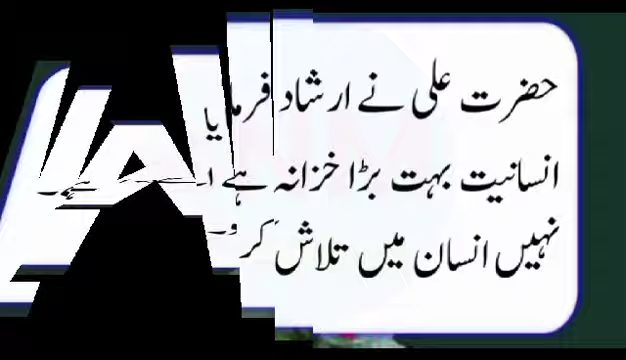 حضرت علی نے ارشاد فرمایا
انسانیت بہت بڑا خزانہ ہے
نہیں انسان میں تلاش کرو